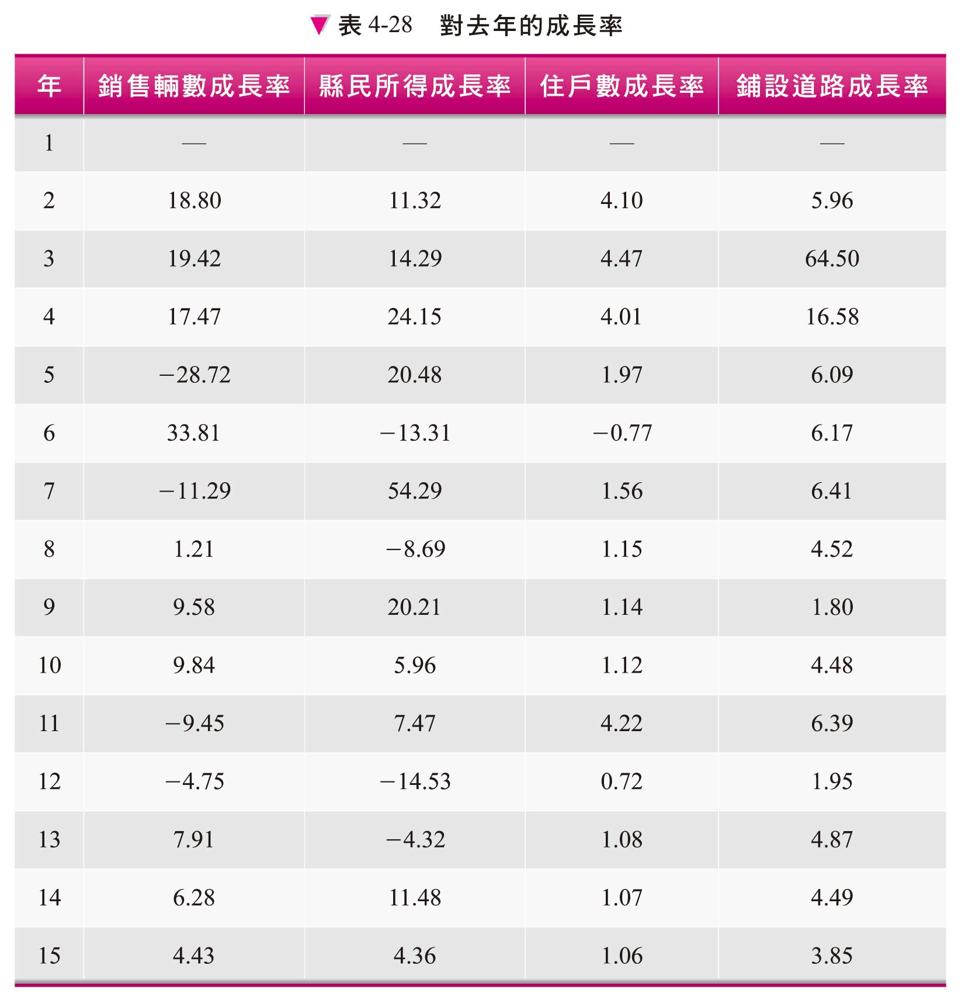 ▼表4-28 對去年的成長率
年 銷售輛數成長率 縣民所得成長率 住戶數成長率 鋪設道路成長率
1 — — — —
2 18.80 11.32 4.10 5.96
3 19.42 14.29 4.47 64.50
4 17.47 24.15 4.01 16.58
5 −28.72 20.48 1.97 6.09
6 33.81 −13.31 −0.77 6.17
7 −11.29 54.29 1.56 6.41
8 1.21 −8.69 1.15 4.52
9 9.58 20.21 1.14 1.80
10 9.84 5.96 1.12 4.48
11 −9.45 7.47 4.22 6.39
12 −4.75 −14.53 0.72 1.95
13 7.91 −4.32 1.08 4.87
14 6.28 11.48 1.07 4.49
15 4.43 4.36 1.06 3.85